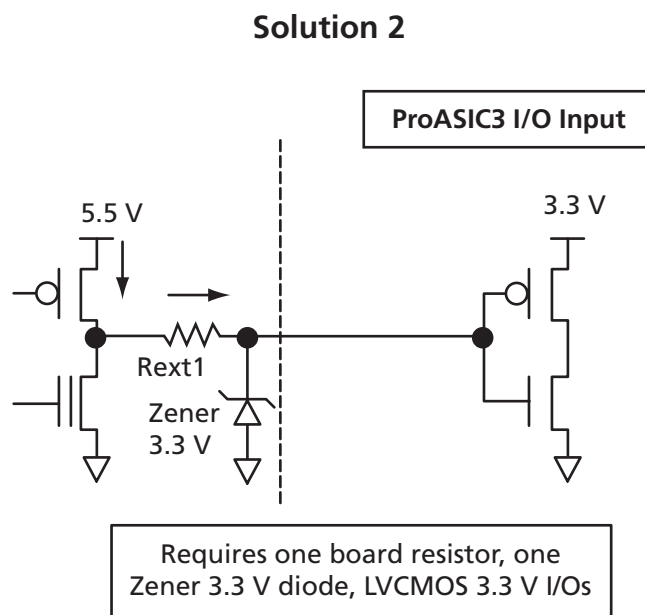 Solution 2
ProASIC3 I/O Input
5.5 V
3.3 V
Rext1
Zener
3.3 V
Requires one board resistor, one
Zener 3.3 V diode, LVCMOS 3.3 V I/Os